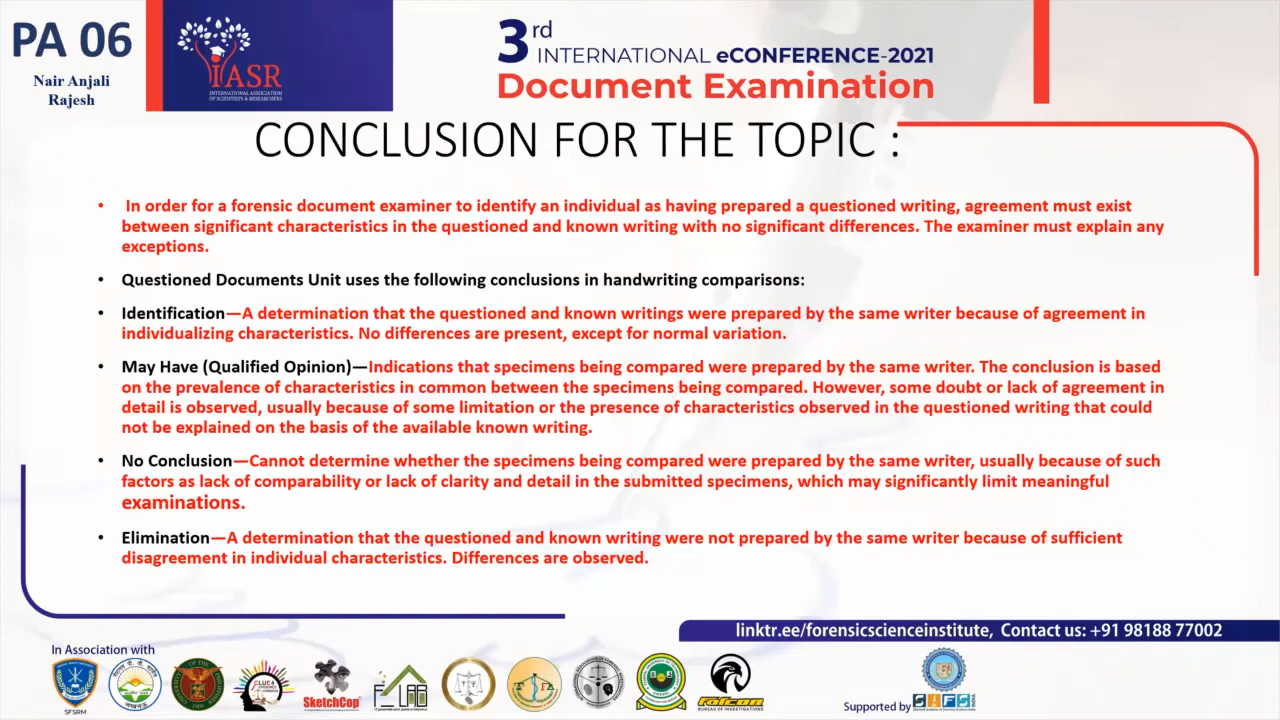 PA 06
Nair Anjali
Rajesh
IASR
INTERNATIONAL ASSOCIATION
OF SCIENTISTS & RESEARCHERS
3rd
INTERNATIONAL eCONFERENCE-2021
Document Examination
CONCLUSION FOR THE TOPIC :
• In order for a forensic document examiner to identify an individual as having prepared a questioned writing, agreement must exist
between significant characteristics in the questioned and known writing with no significant differences. The examiner must explain any
exceptions.
• Questioned Documents Unit uses the following conclusions in handwriting comparisons:
• Identification—A determination that the questioned and known writings were prepared by the same writer because of agreement in
individualizing characteristics. No differences are present, except for normal variation.
• May Have (Qualified Opinion)—Indications that specimens being compared were prepared by the same writer. The conclusion is based
on the prevalence of characteristics in common between the specimens being compared. However, some doubt or lack of agreement in
detail is observed, usually because of some limitation or the presence of characteristics observed in the questioned writing that could
not be explained on the basis of the available known writing.
• No Conclusion—Cannot determine whether the specimens being compared were prepared by the same writer, usually because of such
factors as lack of comparability or lack of clarity and detail in the submitted specimens, which may significantly limit meaningful
examinations.
• Elimination—A determination that the questioned and known writing were not prepared by the same writer because of sufficient
disagreement in individual characteristics. Differences are observed.
linktr.ee/forensicscienceinstitute, Contact us: +91 98188 77002
In Association with
SFSRM
CLUE4
SketchCop
F LAB
falcon
BUREAU OF INVESTIGATIONS
Supported by
SIFS
INDIA